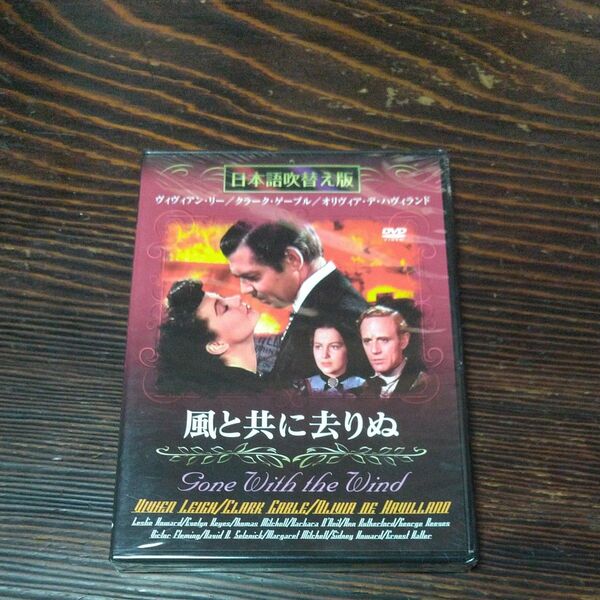 日本語吹替え版
ヴィヴィアン・リー／クラーク・ゲーブル／オリヴィア・デ・ハヴィランド
DVD
VIDEO
風と共に去りぬ
Gone With the Wind
Vivien Leigh/Clark Gable/Olivia de Havilland
Leslie Howard/Evelyn Keyes/Thomas Mitchell/Barbara O'Neil/Ann Rutherford/George Reeves
Victor Fleming/David O. Selznick/Margaret Mitchell/Sidney Howard/Ernest Haller